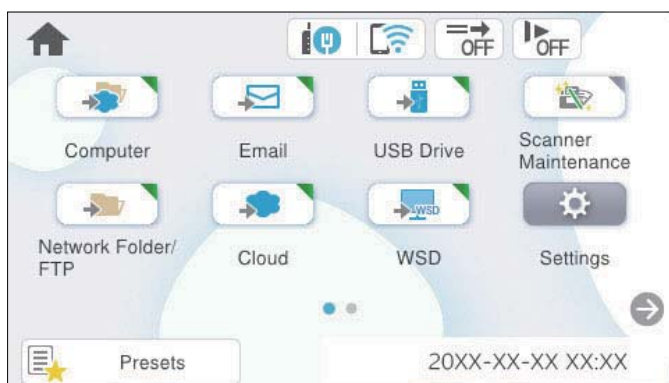 OFF
OFF
Computer
Email
USB Drive
Scanner
Maintenance
WSD
Network Folder/
FTP
Cloud
WSD
Settings
Presets
20XX-XX-XX XX:XX